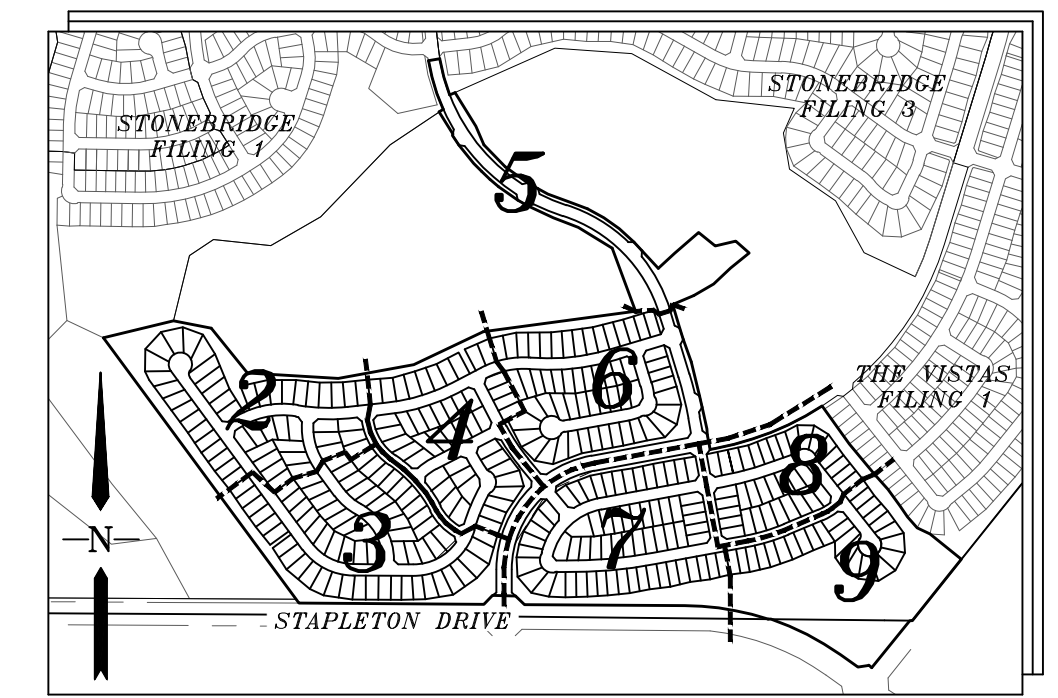 STONEBRIDGE
FILING 3
STONEBRIDGE
FILING 1
5
6
THE VISTAS
FILING 1
2
4
8
7
3
9
N
STAPLETON DRIVE